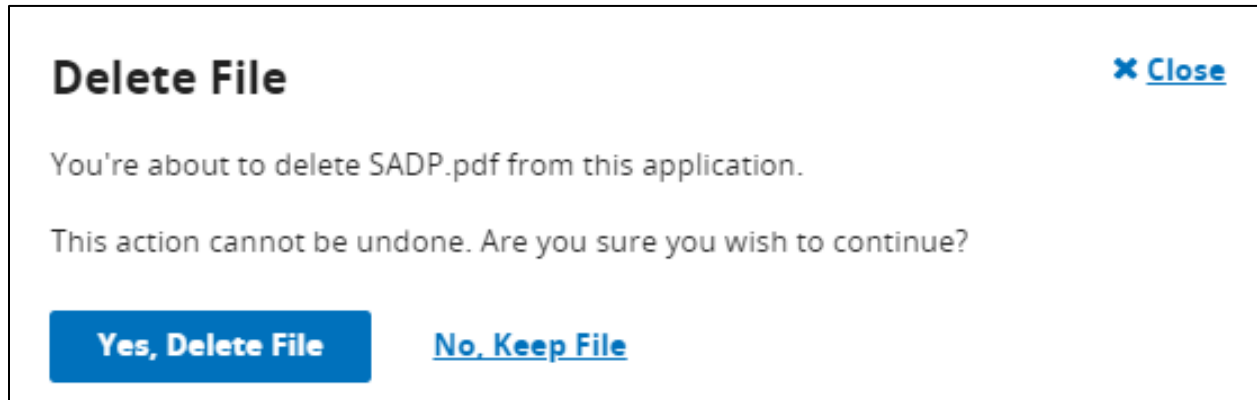 Delete File
✖ Close
You're about to delete SADP.pdf from this application.
This action cannot be undone. Are you sure you wish to continue?
Yes, Delete File
No, Keep File